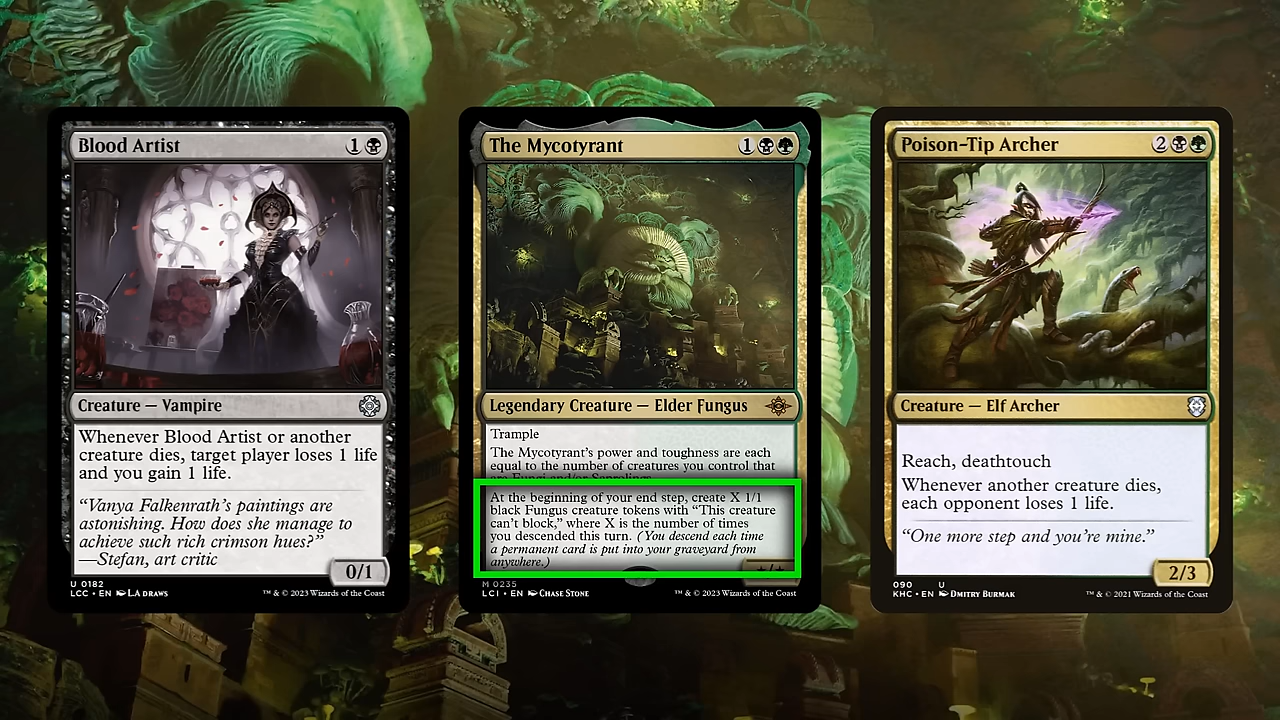 Blood Artist
1
Creature — Vampire
Whenever Blood Artist or another
creature dies, target player loses 1 life
and you gain 1 life.
“Vanya Falkenrath’s paintings are
astonishing. How does she manage to
achieve such rich crimson hues?”
—Stefan, art critic
0/1
U 0182
LCC • EN LA DRAWS
™ & © 2023 Wizards of the Coast
The Mycotyrant
1
Legendary Creature — Elder Fungus
Trample
The Mycotyrant’s power and toughness are each
equal to the number of creatures you control that
are Fungi and/or Saprolings.
At the beginning of your end step, create X 1/1
black Fungus creature tokens with “This creature
can’t block,” where X is the number of times
you descended this turn. (You descend each time
a permanent card is put into your graveyard from
anywhere.)
*/*
M 0235
LCI • EN CHASE STONE
™ & © 2023 Wizards of the Coast
Poison-Tip Archer
2
Creature — Elf Archer
Reach, deathtouch
Whenever another creature dies,
each opponent loses 1 life.
“One more step and you’re mine.”
2/3
090 U
KHC • EN DMITRY BURMAK
™ & © 2021 Wizards of the Coast